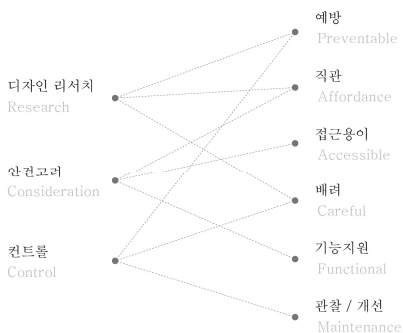 디자인 리서치
Research
안전고려
Consideration
컨트롤
Control
예방
Preventable
직관
Affordance
접근용이
Accessible
배려
Careful
기능지원
Functional
관찰 / 개선
Maintenance